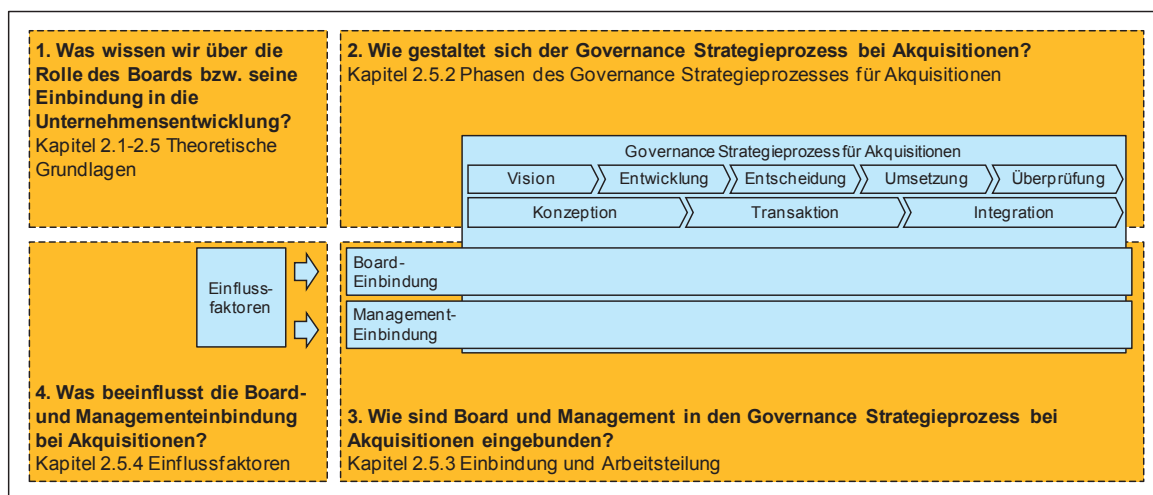 1. Was wissen wir über die
Rolle des Boards bzw. seine
Einbindung in die
Unternehmensentwicklung?
Kapitel 2.1-2.5 Theoretische
Grundlagen
2. Wie gestaltet sich der Governance Strategieprozess bei Akquisitionen?
Kapitel 2.5.2 Phasen des Governance Strategieprozesses für Akquisitionen
Governance Strategieprozess für Akquisitionen
Vision
Entwicklung
Entscheidung
Umsetzung
Überprüfung
Konzeption
Transaktion
Integration
Einfluss-
faktoren
Board-
Einbindung
Management-
Einbindung
4. Was beeinflusst die Board-
und Managementeinbindung
bei Akquisitionen?
Kapitel 2.5.4 Einflussfaktoren
3. Wie sind Board und Management in den Governance Strategieprozess bei
Akquisitionen eingebunden?
Kapitel 2.5.3 Einbindung und Arbeitsteilung